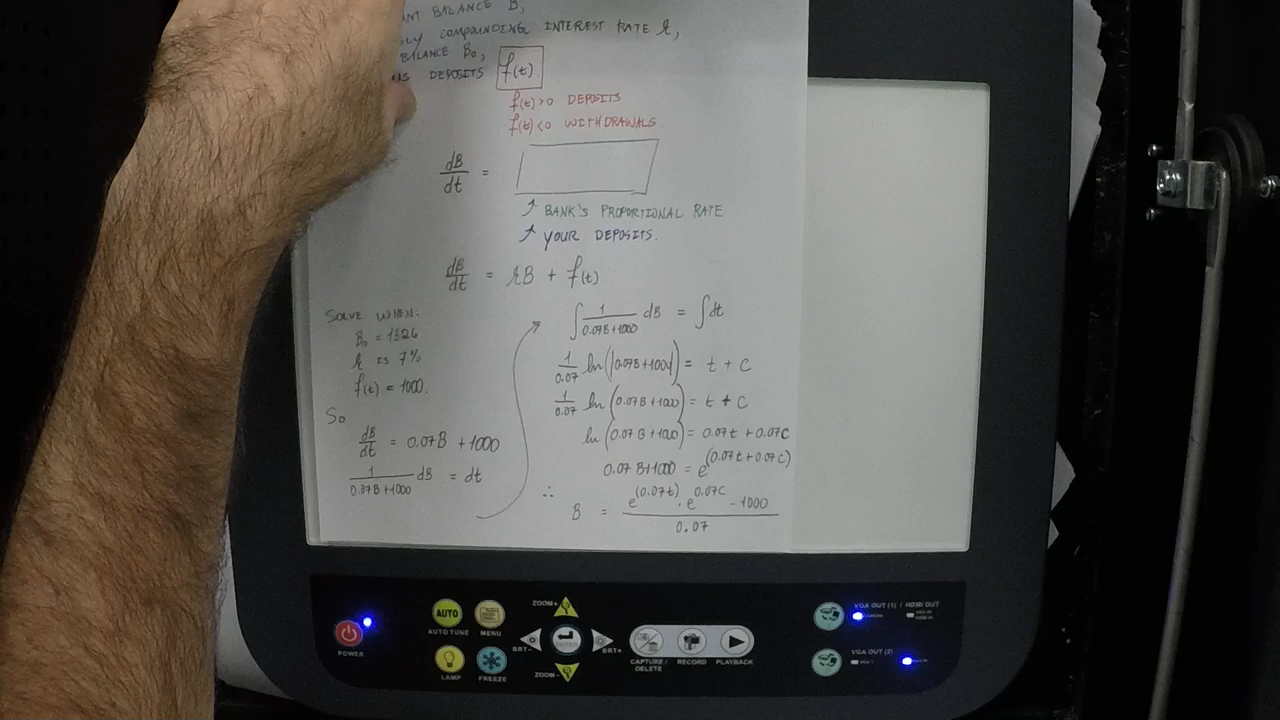 BALANCE B,
COMPOUNDING INTEREST RATE r,
BALANCE B₀,
DEPOSITS f(t)
f(t)>0 DEPOSITS
f(t)<0 WITHDRAWALS
dB/dt =
↗ BANK'S PROPORTIONAL RATE
↗ YOUR DEPOSITS.
dB/dt = rB + f(t)
SOLVE WHEN:
B₀ = 1326
r IS 7%
f(t) = 1000.
So
dB/dt = 0.07B + 1000
1/(0.07B+1000) dB = dt
∫ 1/(0.07B+1000) dB = ∫ dt
1/0.07 ln(|0.07B+1000|) = t + C
1/0.07 ln(0.07B+1000) = t + C
ln(0.07B+1000) = 0.07t + 0.07C
0.07B+1000 = e^(0.07t + 0.07C)
∴ B = (e^(0.07t) · e^0.07C - 1000)/0.07
POWER
AUTO
AUTO TUNE
MENU
LAMP
FREEZE
ZOOM+
BRT-
BRT+
ZOOM-
CAPTURE / DELETE
RECORD
PLAYBACK
VGA OUT (1) / HDMI OUT
VGA OUT (2)